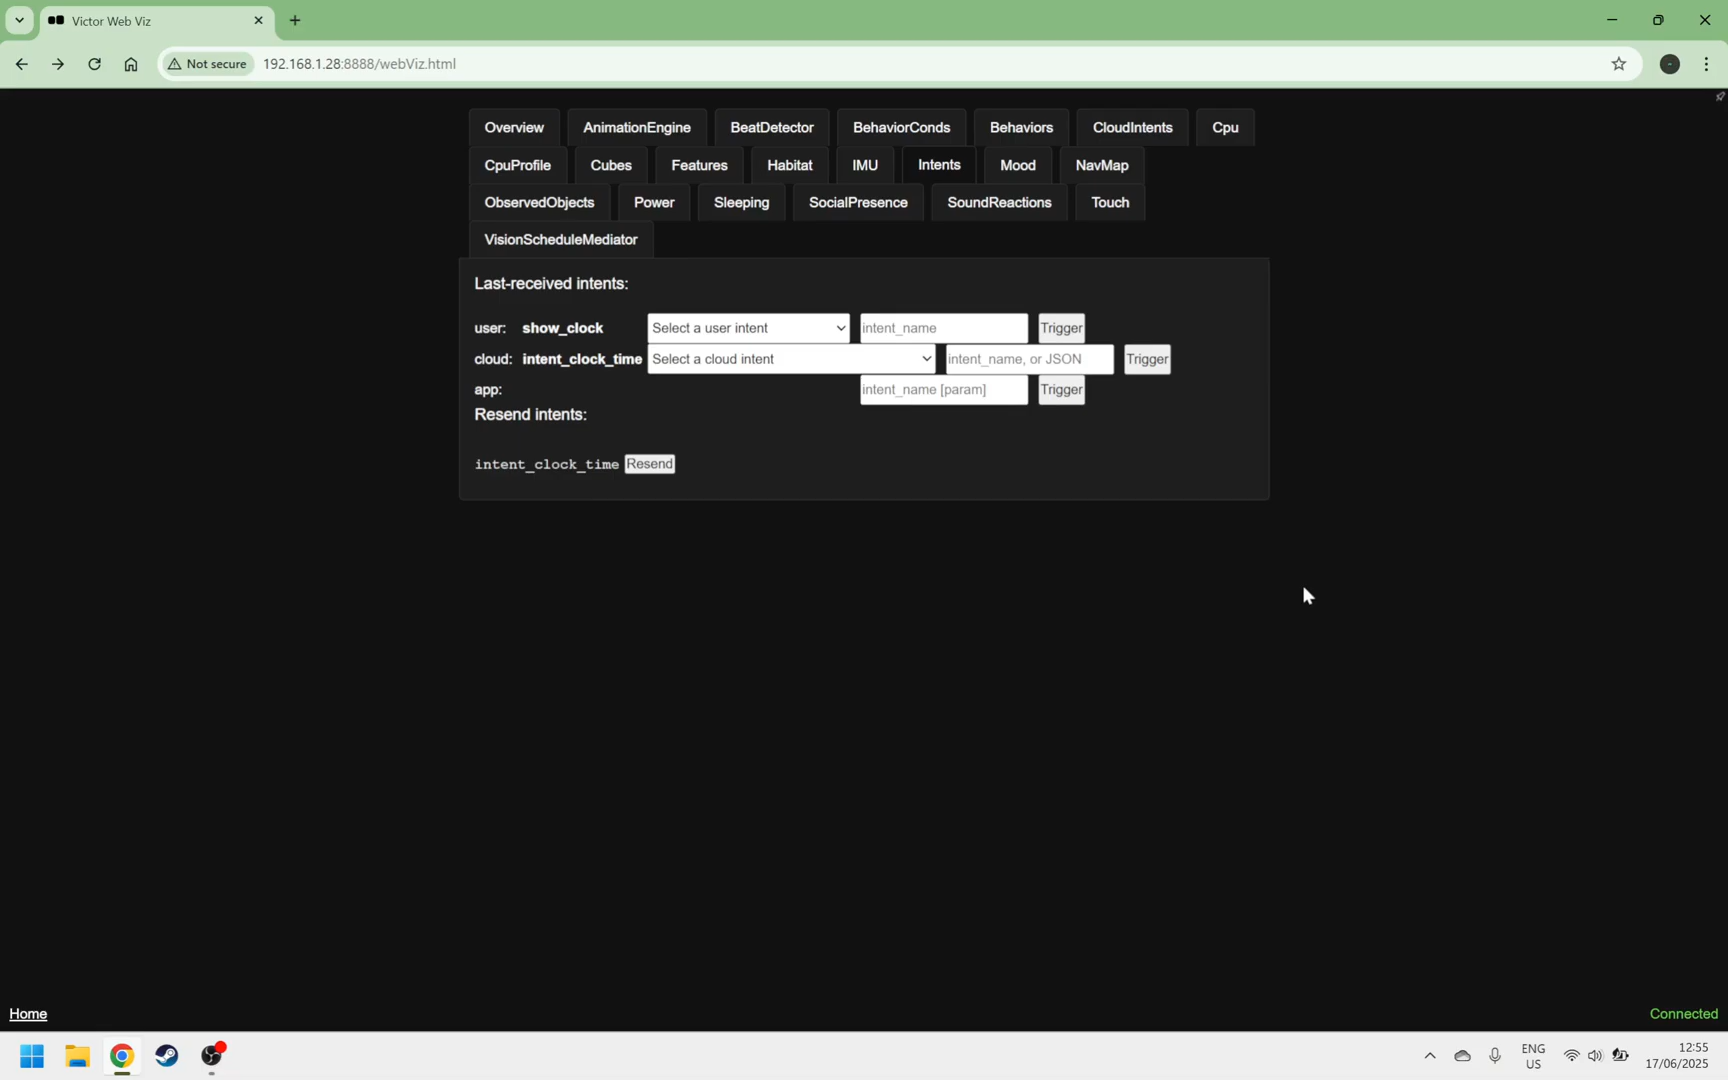 Victor Web Viz
Not secure 192.168.1.28:8888/webViz.html
Overview AnimationEngine BeatDetector BehaviorConds Behaviors CloudIntents Cpu
CpuProfile Cubes Features Habitat IMU Intents Mood NavMap
ObservedObjects Power Sleeping SocialPresence SoundReactions Touch
VisionScheduleMediator
Last-received intents:
user: show_clock Select a user intent intent_name Trigger
cloud: intent_clock_time Select a cloud intent intent_name, or JSON Trigger
app: intent_name [param] Trigger
Resend intents:
intent_clock_time Resend
Home Connected
ENG 12:55
US 17/06/2025